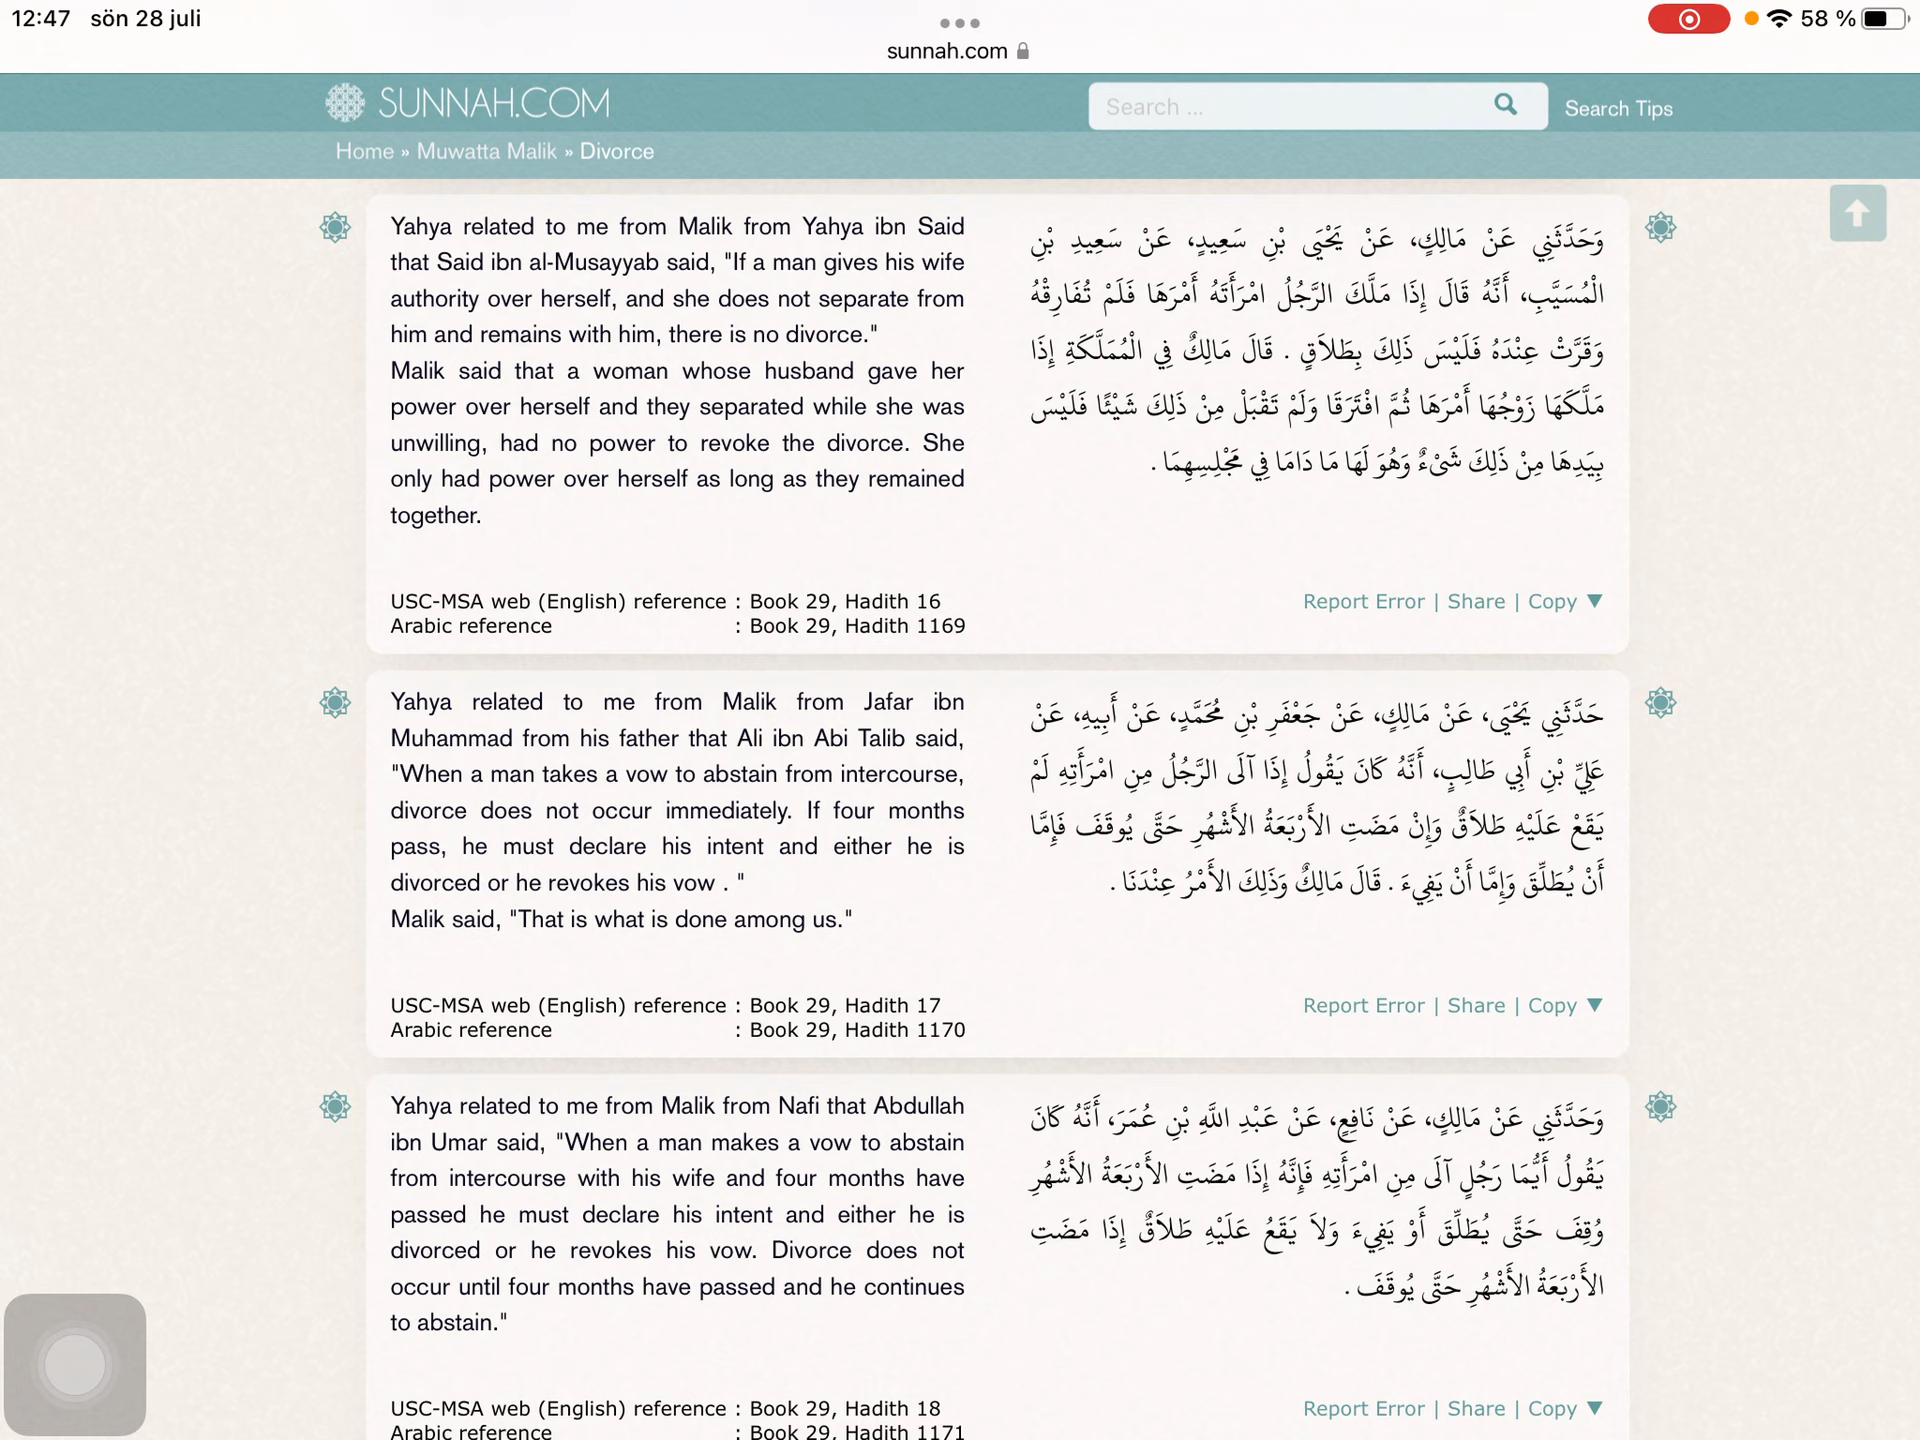 12:47 sön 28 juli
58 %
sunnah.com
SUNNAH.COM
Search ...
Search Tips
Home » Muwatta Malik » Divorce
Yahya related to me from Malik from Yahya ibn Said
that Said ibn al-Musayyab said, "If a man gives his wife
authority over herself, and she does not separate from
him and remains with him, there is no divorce."
Malik said that a woman whose husband gave her
power over herself and they separated while she was
unwilling, had no power to revoke the divorce. She
only had power over herself as long as they remained
together.
وَحَدَّثَنِي عَنْ مَالِكٍ، عَنْ يَحْيَى بْنِ سَعِيدٍ، عَنْ سَعِيدِ بْنِ
الْمُسَيَّبِ، أَنَّهُ قَالَ إِذَا مَلَّكَ الرَّجُلُ امْرَأَتَهُ أَمْرَهَا فَلَمْ تُفَارِقْهُ
وَقَرَّتْ عِنْدَهُ فَلَيْسَ ذَلِكَ بِطَلاَقٍ . قَالَ مَالِكٌ فِي الْمُمَلَّكَةِ إِذَا
مَلَّكَهَا زَوْجُهَا أَمْرَهَا ثُمَّ افْتَرَقَا وَلَمْ تَقْبَلْ مِنْ ذَلِكَ شَيْئًا فَلَيْسَ
بِيَدِهَا مِنْ ذَلِكَ شَىْءٌ وَهُوَ لَهَا مَا دَامَا فِي مَجْلِسِهِمَا .
USC-MSA web (English) reference : Book 29, Hadith 16
Arabic reference : Book 29, Hadith 1169
Report Error | Share | Copy ▼
Yahya related to me from Malik from Jafar ibn
Muhammad from his father that Ali ibn Abi Talib said,
"When a man takes a vow to abstain from intercourse,
divorce does not occur immediately. If four months
pass, he must declare his intent and either he is
divorced or he revokes his vow . "
Malik said, "That is what is done among us."
حَدَّثَنِي يَحْيَى، عَنْ مَالِكٍ، عَنْ جَعْفَرِ بْنِ مُحَمَّدٍ، عَنْ أَبِيهِ، عَنْ
عَلِيِّ بْنِ أَبِي طَالِبٍ، أَنَّهُ كَانَ يَقُولُ إِذَا آلَى الرَّجُلُ مِنِ امْرَأَتِهِ لَمْ
يَقَعْ عَلَيْهِ طَلاَقٌ وَإِنْ مَضَتِ الأَرْبَعَةُ الأَشْهُرِ حَتَّى يُوقَفَ فَإِمَّا
أَنْ يُطَلِّقَ وَإِمَّا أَنْ يَفِيءَ . قَالَ مَالِكٌ وَذَلِكَ الأَمْرُ عِنْدَنَا .
USC-MSA web (English) reference : Book 29, Hadith 17
Arabic reference : Book 29, Hadith 1170
Report Error | Share | Copy ▼
Yahya related to me from Malik from Nafi that Abdullah
ibn Umar said, "When a man makes a vow to abstain
from intercourse with his wife and four months have
passed he must declare his intent and either he is
divorced or he revokes his vow. Divorce does not
occur until four months have passed and he continues
to abstain."
وَحَدَّثَنِي عَنْ مَالِكٍ، عَنْ نَافِعٍ، عَنْ عَبْدِ اللَّهِ بْنِ عُمَرَ، أَنَّهُ كَانَ
يَقُولُ أَيُّمَا رَجُلٍ آلَى مِنِ امْرَأَتِهِ فَإِنَّهُ إِذَا مَضَتِ الأَرْبَعَةُ الأَشْهُرِ
وُقِفَ حَتَّى يُطَلِّقَ أَوْ يَفِيءَ وَلاَ يَقَعُ عَلَيْهِ طَلاَقٌ إِذَا مَضَتِ
الأَرْبَعَةُ الأَشْهُرِ حَتَّى يُوقَفَ .
USC-MSA web (English) reference : Book 29, Hadith 18
Arabic reference : Book 29, Hadith 1171
Report Error | Share | Copy ▼